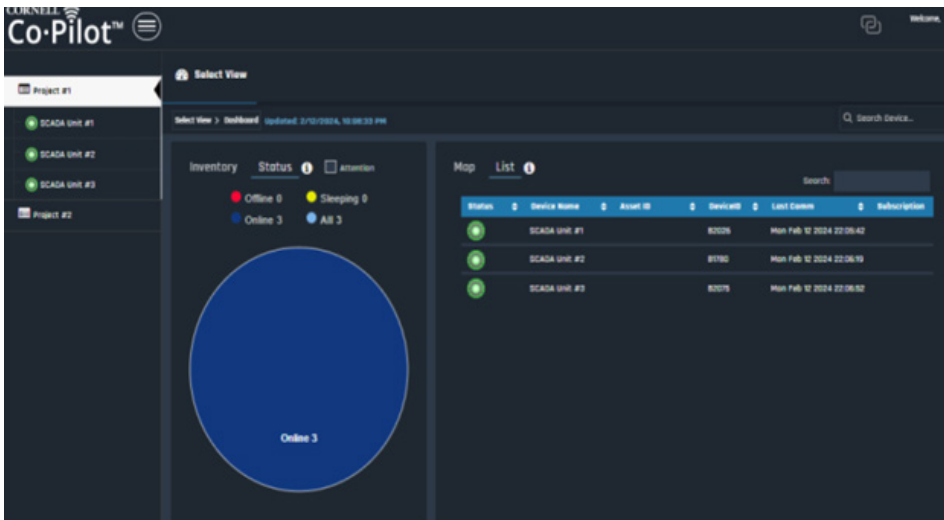 CORNELL
Co·Pilot™
Welcome,
Project #1
SCADA Unit #1
SCADA Unit #2
SCADA Unit #3
Project #2
Select View
Select View > Dashboard Updated: 2/12/2024, 10:08:33 PM
Search Device...
Inventory Status Attention
Offline 0 Sleeping 0
Online 3 All 3
Online 3
Map List
Search:
Status Device Name Asset ID DeviceID Last Comm Subscription
SCADA Unit #1 82026 Mon Feb 12 2024 22:05:42
SCADA Unit #2 81780 Mon Feb 12 2024 22:06:19
SCADA Unit #3 82075 Mon Feb 12 2024 22:06:52